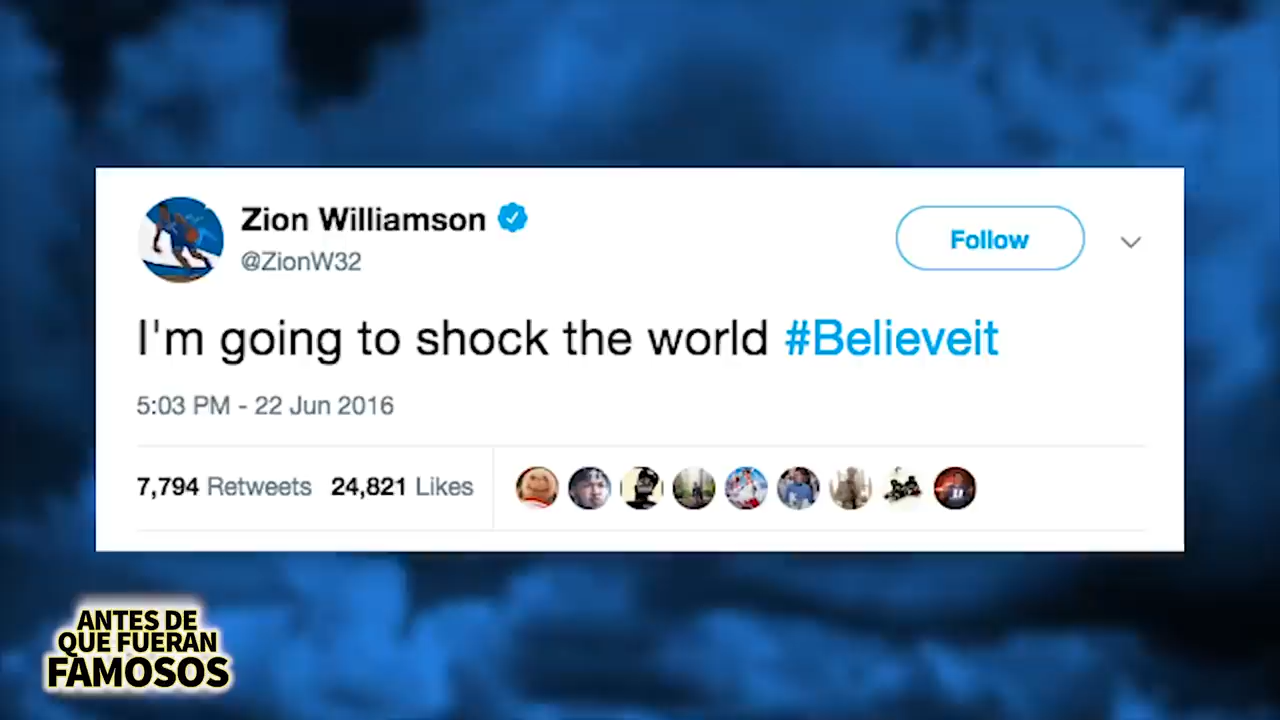 Zion Williamson
@ZionW32
Follow
I'm going to shock the world #Believeit
5:03 PM - 22 Jun 2016
7,794 Retweets 24,821 Likes
ANTES DE
QUE FUERAN
FAMOSOS